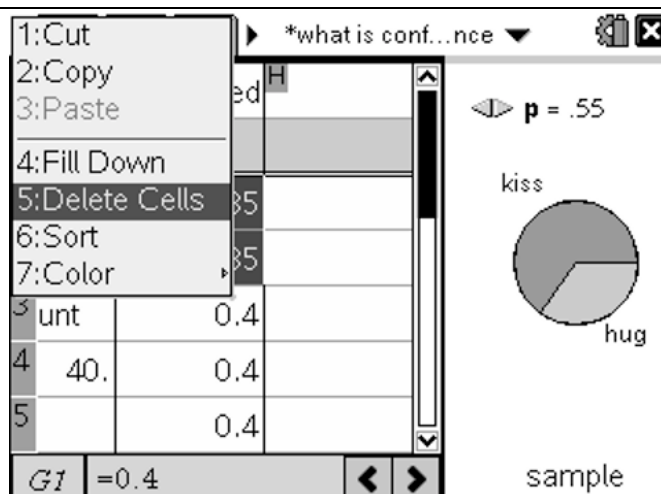 *what is conf...nce
1:Cut
2:Copy
3:Paste
4:Fill Down
5:Delete Cells
6:Sort
7:Color
ed H
35
35
3 unt 0.4
4 40. 0.4
5 0.4
G1 =0.4
p = .55
kiss
hug
sample